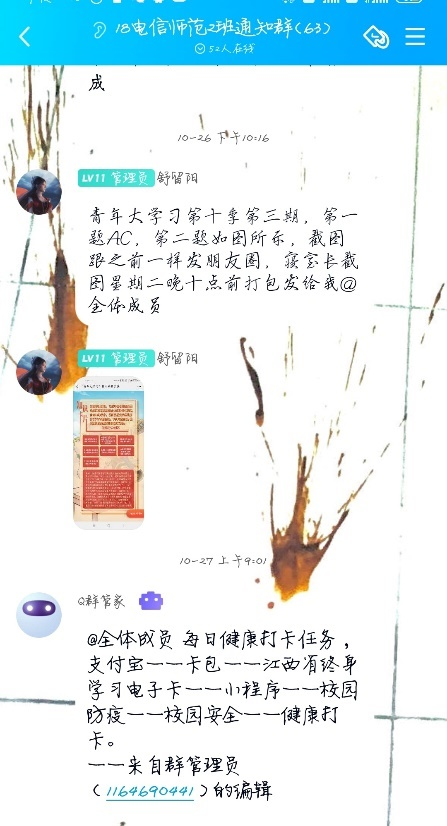 18电信师范2班通知群(63)
52人在线
成
10-26 下午10:16
LV11 管理员 舒留阳
青年大学习第十季第三期，第一
题AC，第二题如图所示，截图
跟之前一样发朋友圈，寝室长截
图星期二晚十点前打包发给我@
全体成员
LV11 管理员 舒留阳
10-27 上午9:01
Q群管家
@全体成员 每日健康打卡任务，
支付宝——卡包——江西省终身
学习电子卡——小程序——校园
防疫——校园安全——健康打
卡。
——来自群管理员
（1164690441）的编辑